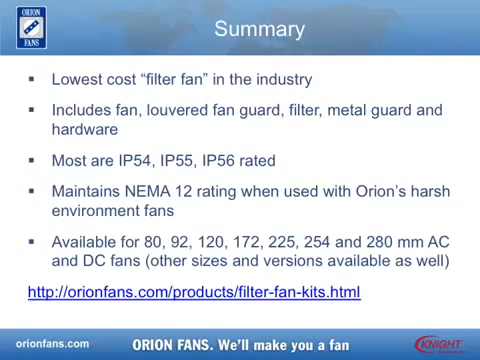 ORION
FANS
Summary
▪ Lowest cost “filter fan” in the industry
▪ Includes fan, louvered fan guard, filter, metal guard and
hardware
▪ Most are IP54, IP55, IP56 rated
▪ Maintains NEMA 12 rating when used with Orion’s harsh
environment fans
▪ Available for 80, 92, 120, 172, 225, 254 and 280 mm AC
and DC fans (other sizes and versions available as well)
http://orionfans.com/products/filter-fan-kits.html
orionfans.com
ORION FANS. We’ll make you a fan
KNIGHT